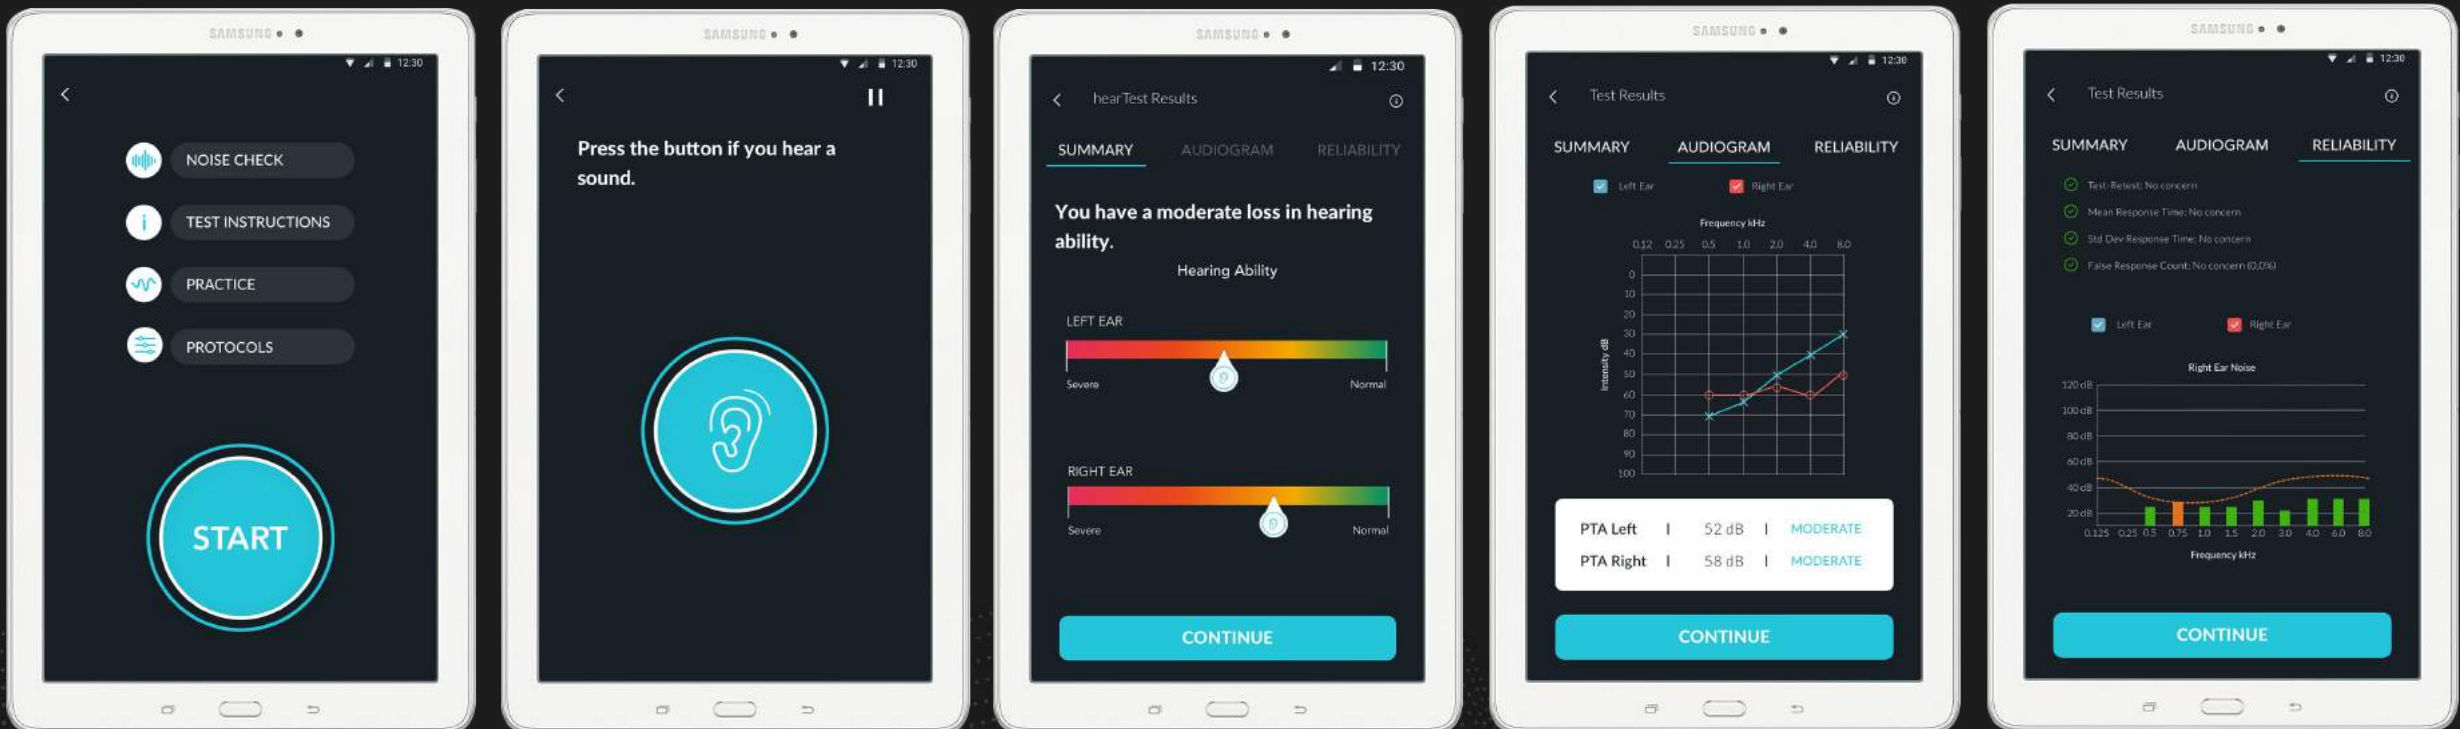 SAMSUNG
12:30
NOISE CHECK
TEST INSTRUCTIONS
PRACTICE
PROTOCOLS
START
SAMSUNG
12:30
Press the button if you hear a
sound.
SAMSUNG
12:30
hearTest Results
SUMMARY AUDIOGRAM RELIABILITY
You have a moderate loss in hearing
ability.
Hearing Ability
LEFT EAR
Severe Normal
RIGHT EAR
Severe Normal
CONTINUE
SAMSUNG
12:30
Test Results
SUMMARY AUDIOGRAM RELIABILITY
Left Ear Right Ear
Frequency kHz
0.12 0.25 0.5 1.0 2.0 4.0 8.0
Intensity dB
0
10
20
30
40
50
60
70
80
90
100
PTA Left | 52 dB | MODERATE
PTA Right | 58 dB | MODERATE
CONTINUE
SAMSUNG
12:30
Test Results
SUMMARY AUDIOGRAM RELIABILITY
Test-Retest: No concern
Mean Response Time: No concern
Std Dev Response Time: No concern
False Response Count: No concern (0,0%)
Left Ear Right Ear
Right Ear Noise
120 dB
100 dB
80 dB
60 dB
40 dB
20 dB
0.125 0.25 0.5 0.75 1.0 1.5 2.0 3.0 4.0 6.0 8.0
Frequency kHz
CONTINUE